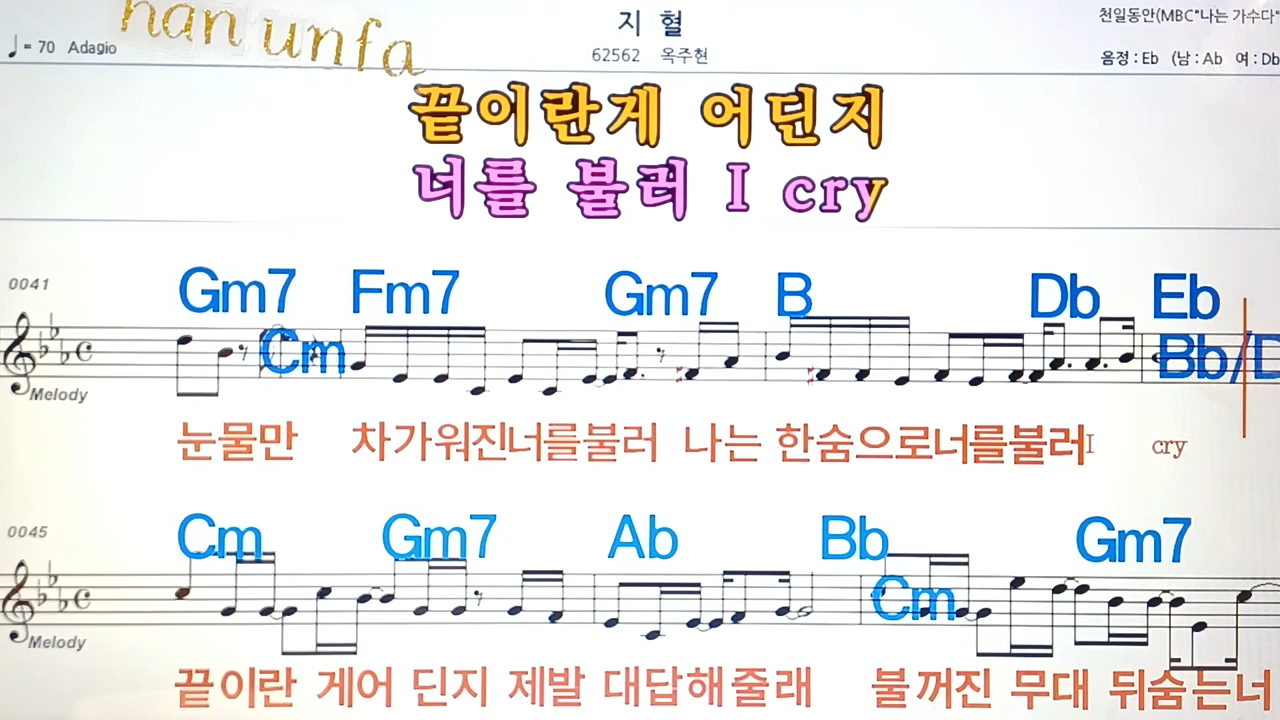 han unfa
지 혈
천일동안(MBC"나는 가수다"
♩= 70 Adagio
62562 옥주현
음정 : Eb (남 : Ab 여 : Db
끝이란게 어딘지
너를 불러 I cry
0041
Gm7 Fm7 Gm7 B Db Eb
Cm Bb/D
Melody
눈물만 차가워진너를불러 나는 한숨으로너를불러I cry
0045
Cm Gm7 Ab Bb Gm7
Cm
Melody
끝이란 게어 딘지 제발 대답해줄래 불꺼진 무대 뒤숨는너